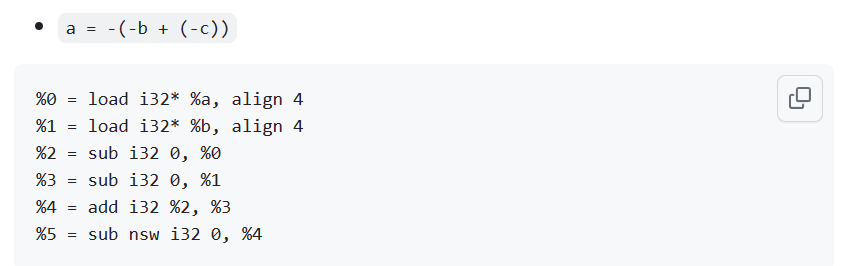 a = -(-b + (-c))
%0 = load i32* %a, align 4
%1 = load i32* %b, align 4
%2 = sub i32 0, %0
%3 = sub i32 0, %1
%4 = add i32 %2, %3
%5 = sub nsw i32 0, %4